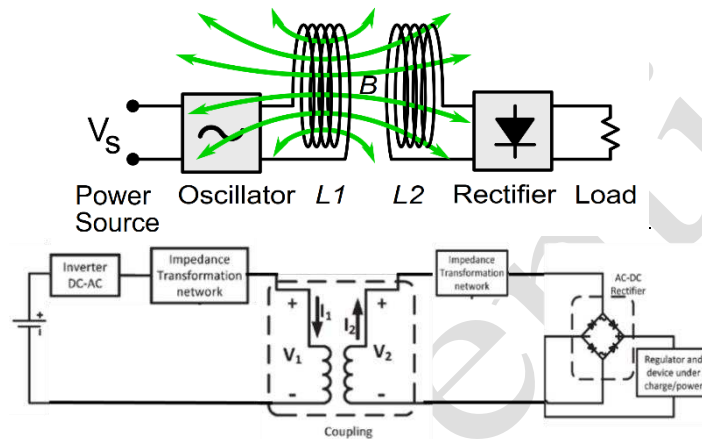 B
V_S
Power Source
Oscillator
L1
L2
Rectifier
Load
Inverter
DC-AC
Impedance
Transformation
network
+
I₁
V₁
-
Coupling
I₂
+
V₂
-
Impedance
Transformation
network
AC-DC
Rectifier
Regulator and
device under
charge/power
+